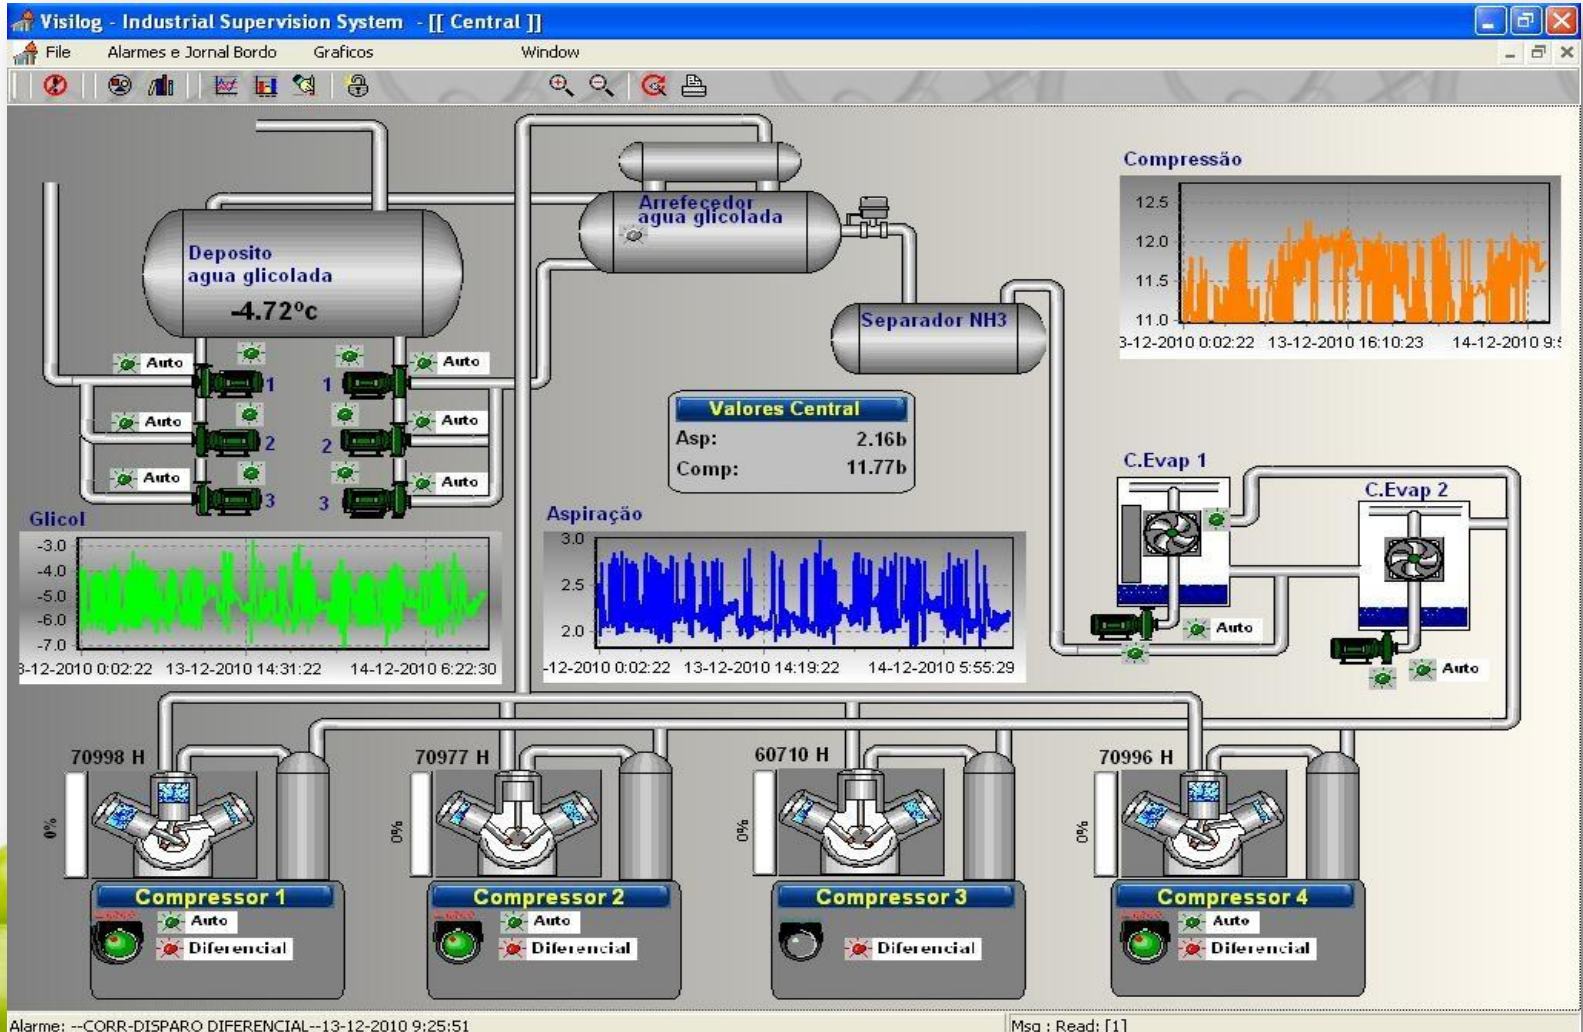 Visilog - Industrial Supervision System - [[ Central ]]
File Alarmes e Jornal Bordo Graficos Window
Compressão
12.5
12.0
11.5
11.0
3-12-2010 0:02:22 13-12-2010 16:10:23 14-12-2010 9:5
Arrefecedor
agua glicolada
Deposito
agua glicolada
-4.72ºc
Separador NH3
Auto Auto
1 1
Auto Auto
2 2
Auto Auto
3 3
Valores Central
Asp: 2.16b
Comp: 11.77b
C.Evap 1
C.Evap 2
Auto
Auto
Glicol
-3.0
-4.0
-5.0
-6.0
-7.0
3-12-2010 0:02:22 13-12-2010 14:31:22 14-12-2010 6:22:30
Aspiração
3.0
2.5
2.0
-12-2010 0:02:22 13-12-2010 14:19:22 14-12-2010 5:55:29
70998 H 70977 H 60710 H 70996 H
0% 0% 0% 0%
Compressor 1 Compressor 2 Compressor 3 Compressor 4
Auto Auto Auto
Diferencial Diferencial Diferencial Diferencial
Alarme: --CORR-DISPARO DIFERENCIAL--13-12-2010 9:25:51 Msg : Read: [1]